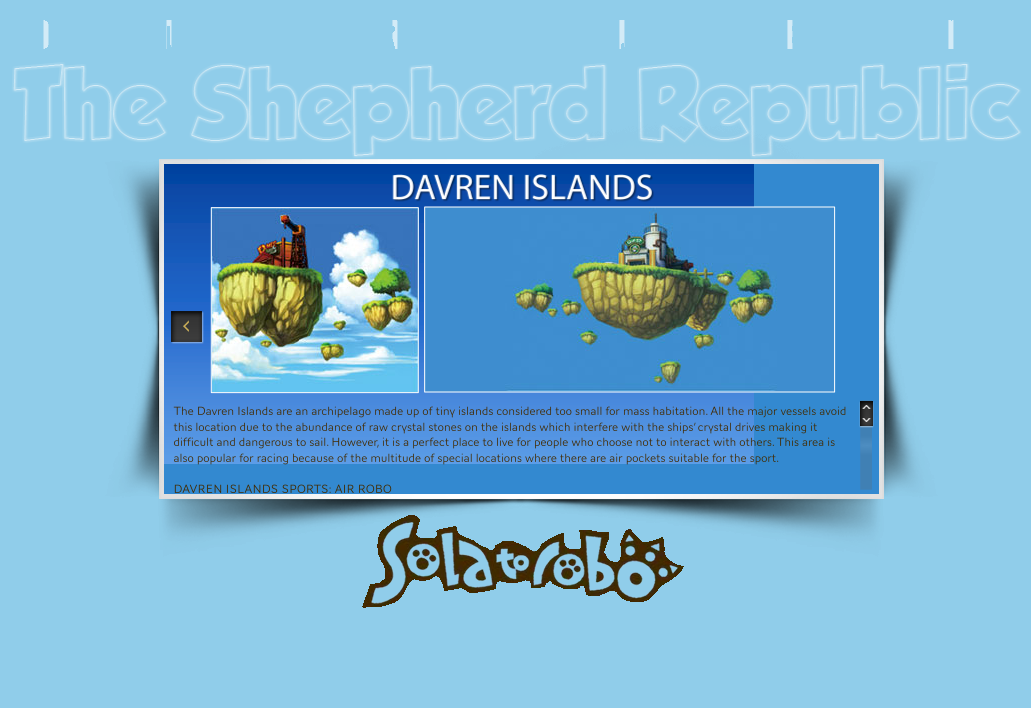 The Shepherd Republic
DAVREN ISLANDS
The Davren Islands are an archipelago made up of tiny islands considered too small for mass habitation. All the major vessels avoid
this location due to the abundance of raw crystal stones on the islands which interfere with the ships' crystal drives making it
difficult and dangerous to sail. However, it is a perfect place to live for people who choose not to interact with others. This area is
also popular for racing because of the multitude of special locations where there are air pockets suitable for the sport.
DAVREN ISLANDS SPORTS: AIR ROBO
Solatorobo